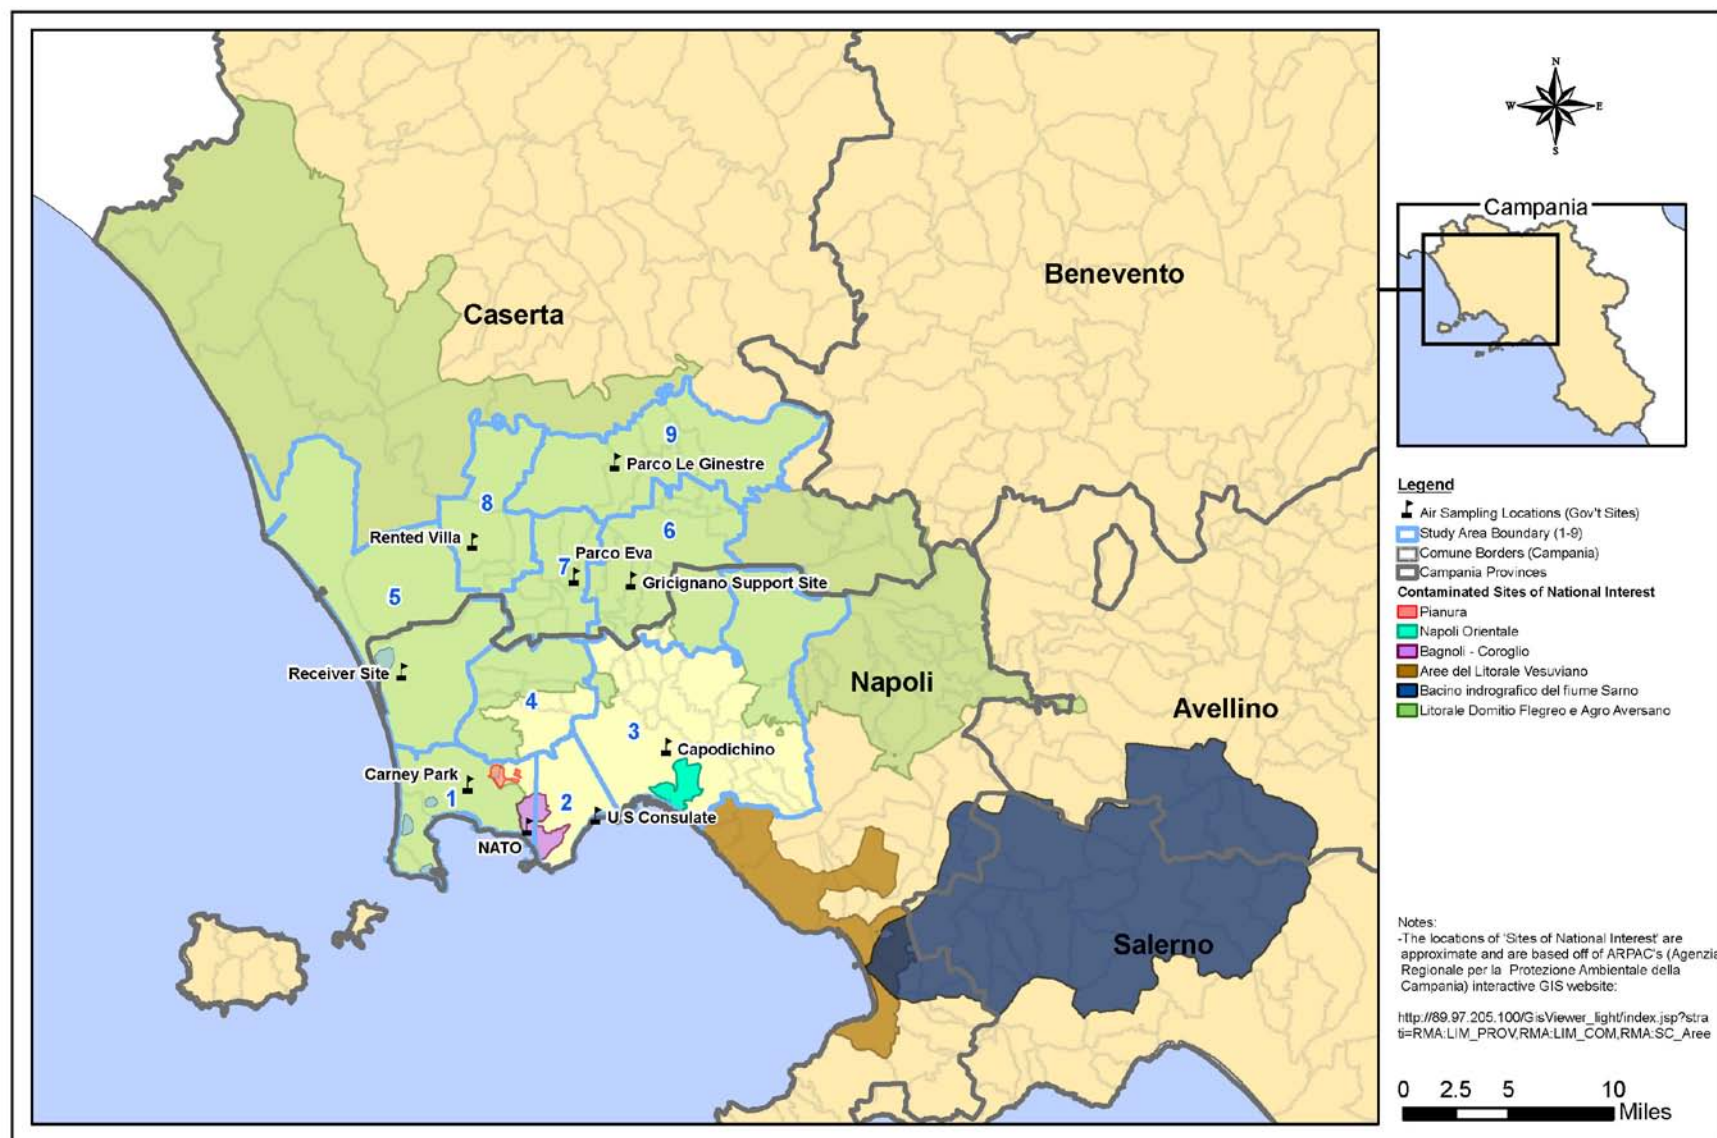 N
W
E
S
Campania
Caserta
Benevento
9
Parco Le Ginestre
8
6
Rented Villa
Parco Eva
7
Gricignano Support Site
5
Receiver Site
4
Napoli
Avellino
3
Capodichino
Carney Park
1
2
U S Consulate
NATO
Salerno
Legend
Air Sampling Locations (Gov't Sites)
Study Area Boundary (1-9)
Comune Borders (Campania)
Campania Provinces
Contaminated Sites of National Interest
Pianura
Napoli Orientale
Bagnoli - Coroglio
Aree del Litorale Vesuviano
Bacino indrografico del fiume Sarno
Litorale Domitio Flegreo e Agro Aversano
Notes:
-The locations of 'Sites of National Interest' are
approximate and are based off of ARPAC's (Agenzia
Regionale per la Protezione Ambientale della
Campania) interactive GIS website:
http://89.97.205.100/GisViewer_light/index.jsp?stra
ti=RMA:LIM_PROV,RMA:LIM_COM,RMA:SC_Aree
0 2.5 5 10
Miles